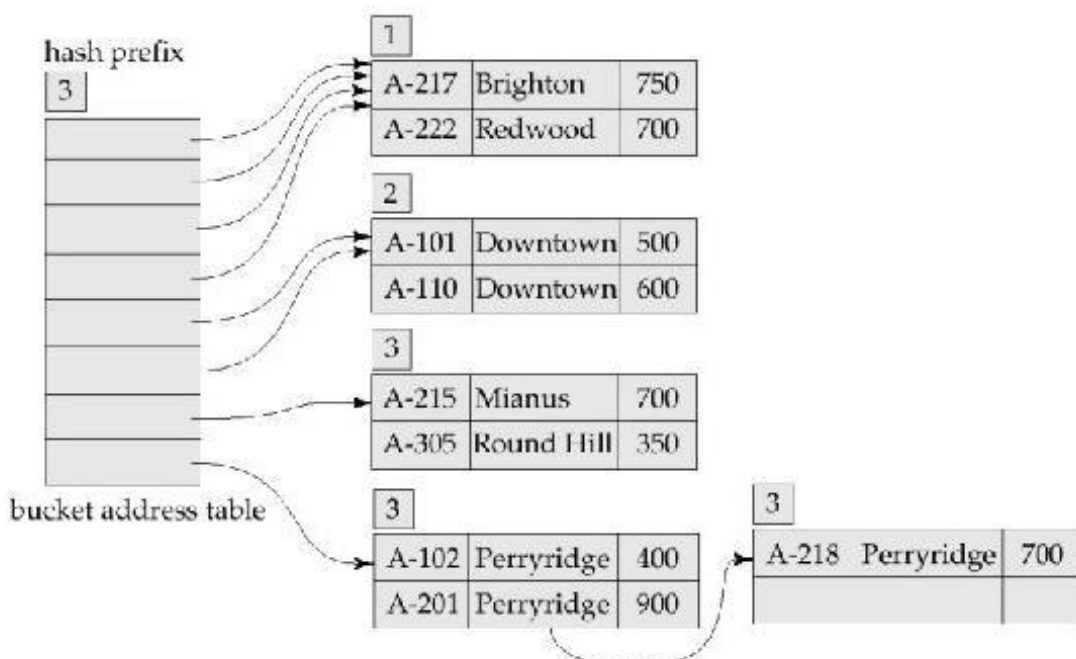 hash prefix
3
1
A-217 Brighton 750
A-222 Redwood 700
2
A-101 Downtown 500
A-110 Downtown 600
3
A-215 Mianus 700
A-305 Round Hill 350
bucket address table
3
A-102 Perryridge 400
A-201 Perryridge 900
3
A-218 Perryridge 700